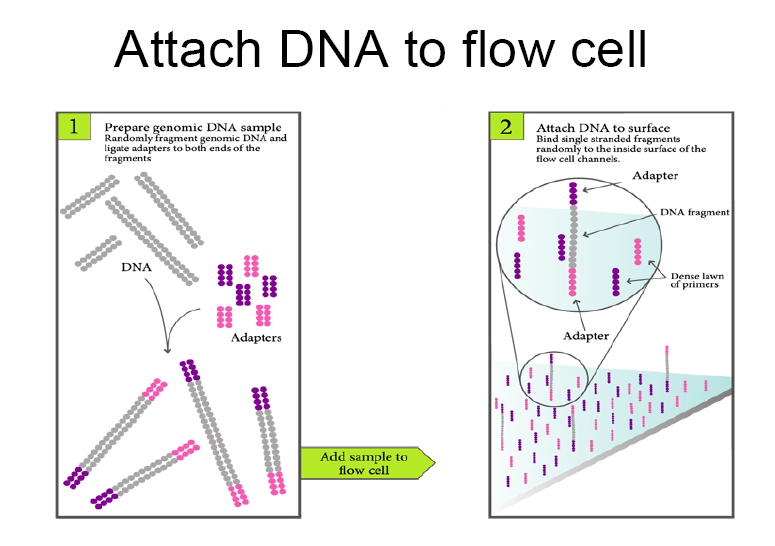 Attach DNA to flow cell
1
Prepare genomic DNA sample
Randomly fragment genomic DNA and
ligate adapters to both ends of the
fragments
DNA
Adapters
Add sample to
flow cell
2
Attach DNA to surface
Bind single stranded fragments
randomly to the inside surface of the
flow cell channels.
Adapter
DNA fragment
Dense lawn
of primers
Adapter